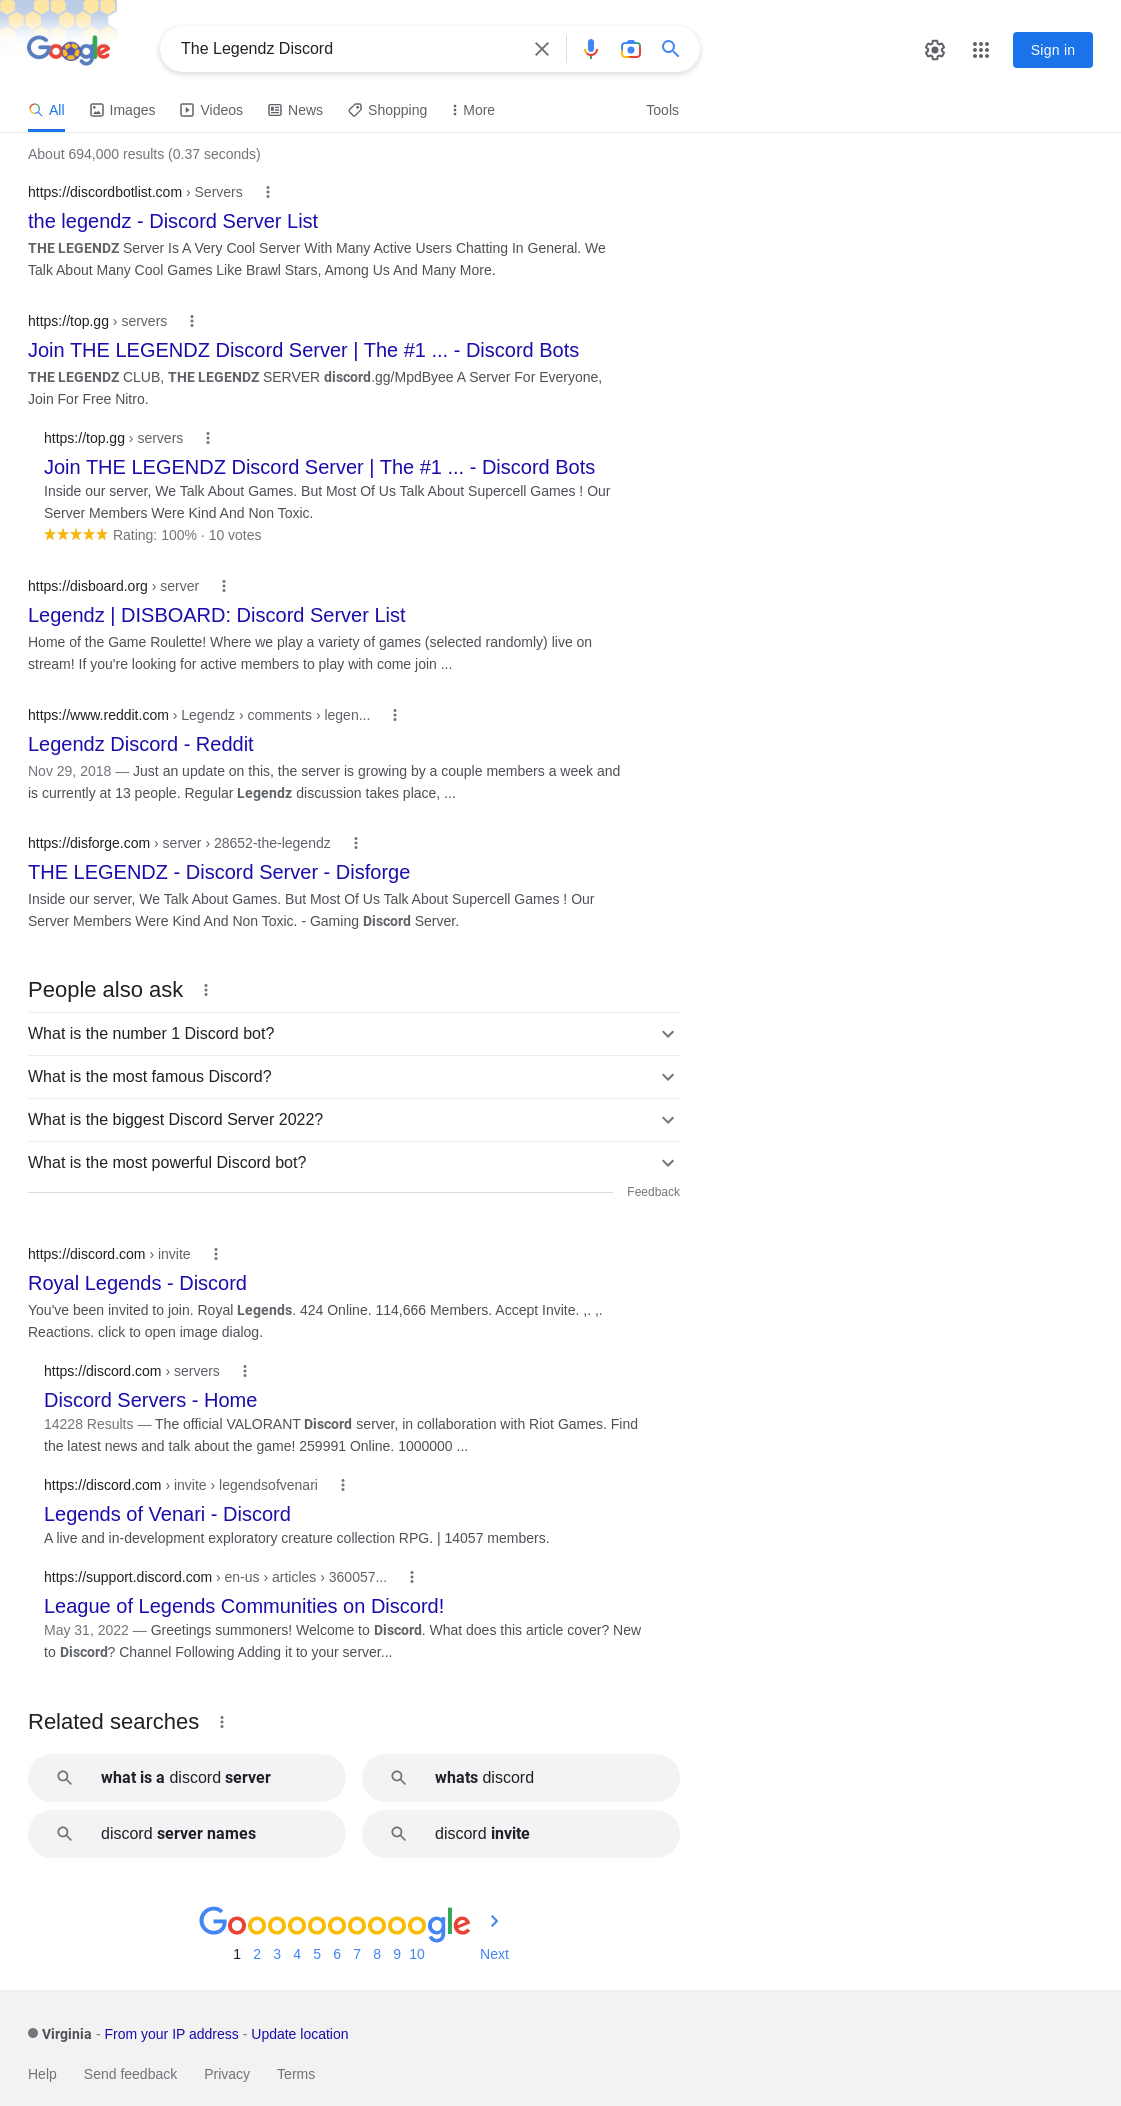 Google
The Legendz Discord
Sign in
All Images Videos News Shopping More Tools
About 694,000 results (0.37 seconds)
https://discordbotlist.com › Servers
the legendz - Discord Server List
THE LEGENDZ Server Is A Very Cool Server With Many Active Users Chatting In General. We
Talk About Many Cool Games Like Brawl Stars, Among Us And Many More.
https://top.gg › servers
Join THE LEGENDZ Discord Server | The #1 ... - Discord Bots
THE LEGENDZ CLUB, THE LEGENDZ SERVER discord.gg/MpdByee A Server For Everyone,
Join For Free Nitro.
https://top.gg › servers
Join THE LEGENDZ Discord Server | The #1 ... - Discord Bots
Inside our server, We Talk About Games. But Most Of Us Talk About Supercell Games ! Our
Server Members Were Kind And Non Toxic.
Rating: 100% · 10 votes
https://disboard.org › server
Legendz | DISBOARD: Discord Server List
Home of the Game Roulette! Where we play a variety of games (selected randomly) live on
stream! If you're looking for active members to play with come join ...
https://www.reddit.com › Legendz › comments › legen...
Legendz Discord - Reddit
Nov 29, 2018 — Just an update on this, the server is growing by a couple members a week and
is currently at 13 people. Regular Legendz discussion takes place, ...
https://disforge.com › server › 28652-the-legendz
THE LEGENDZ - Discord Server - Disforge
Inside our server, We Talk About Games. But Most Of Us Talk About Supercell Games ! Our
Server Members Were Kind And Non Toxic. - Gaming Discord Server.
People also ask
What is the number 1 Discord bot?
What is the most famous Discord?
What is the biggest Discord Server 2022?
What is the most powerful Discord bot?
Feedback
https://discord.com › invite
Royal Legends - Discord
You've been invited to join. Royal Legends. 424 Online. 114,666 Members. Accept Invite. ,. ,.
Reactions. click to open image dialog.
https://discord.com › servers
Discord Servers - Home
14228 Results — The official VALORANT Discord server, in collaboration with Riot Games. Find
the latest news and talk about the game! 259991 Online. 1000000 ...
https://discord.com › invite › legendsofvenari
Legends of Venari - Discord
A live and in-development exploratory creature collection RPG. | 14057 members.
https://support.discord.com › en-us › articles › 360057...
League of Legends Communities on Discord!
May 31, 2022 — Greetings summoners! Welcome to Discord. What does this article cover? New
to Discord? Channel Following Adding it to your server...
Related searches
what is a discord server
whats discord
discord server names
discord invite
Goooooooooogle
1 2 3 4 5 6 7 8 9 10 Next
Virginia - From your IP address - Update location
Help Send feedback Privacy Terms